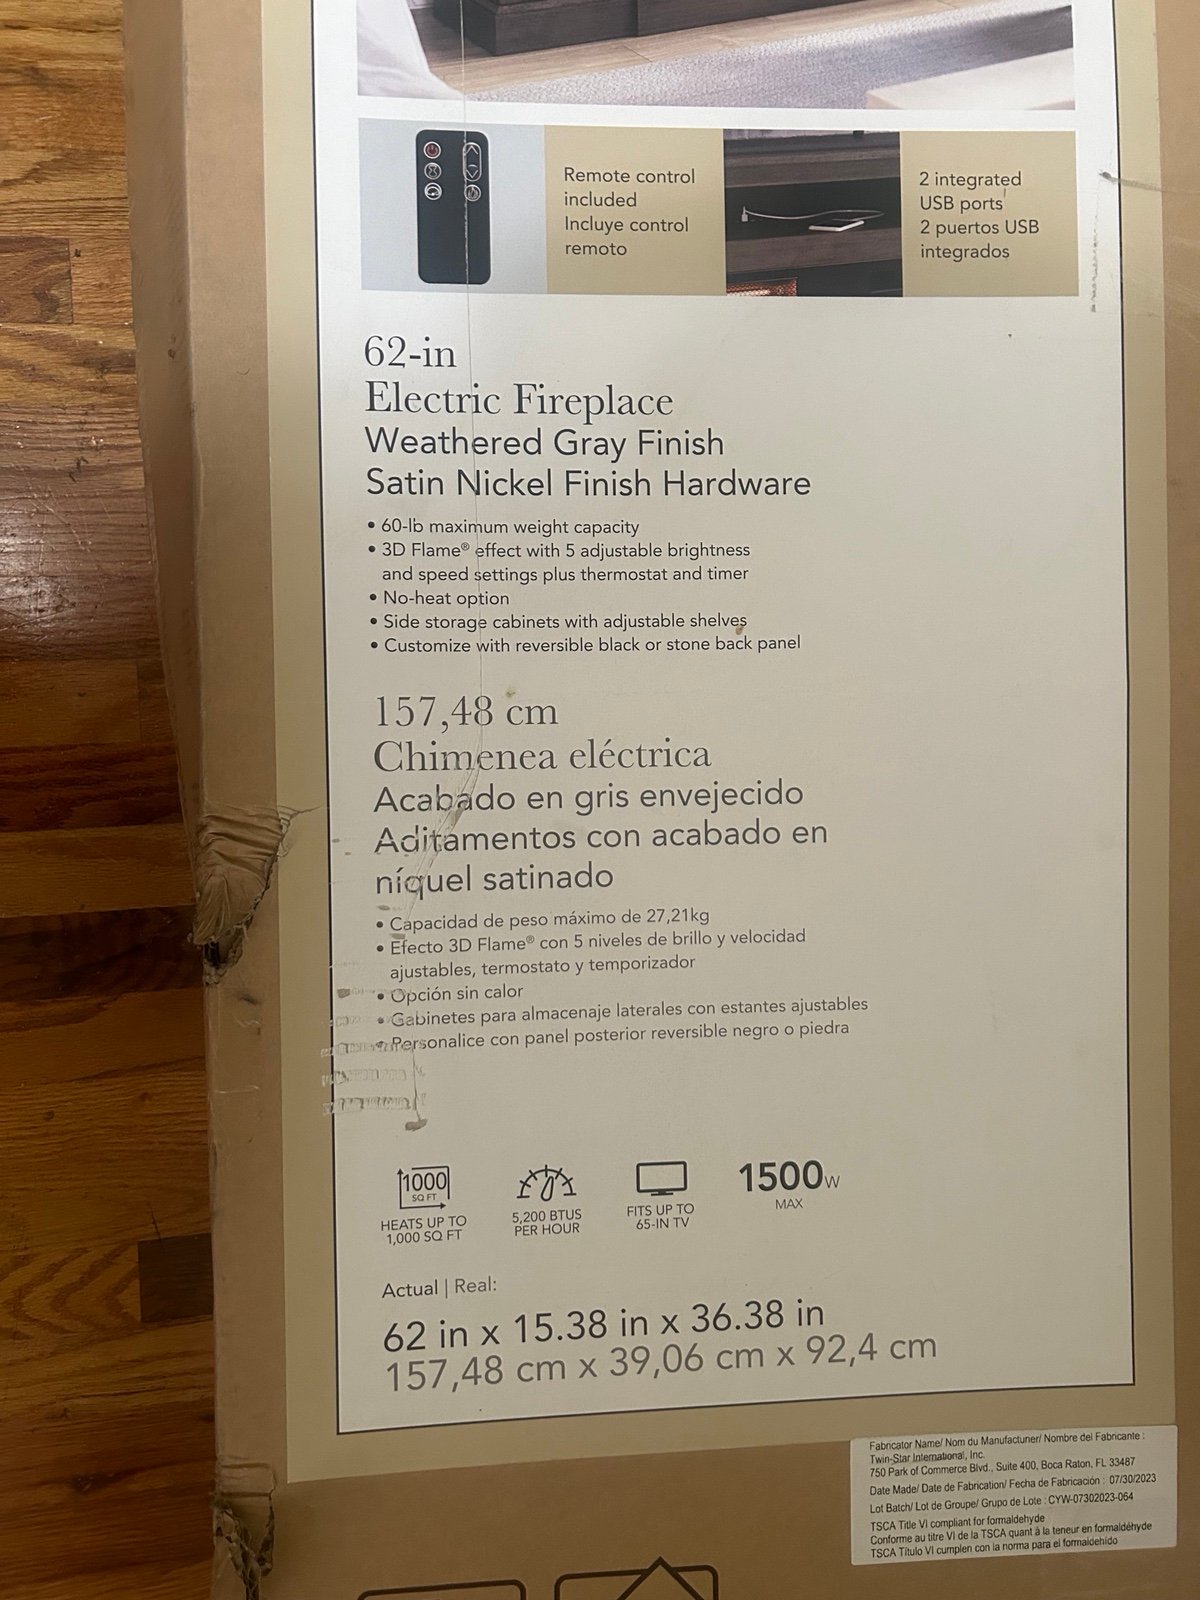 Remote control
included
Incluye control
remoto
2 integrated
USB ports
2 puertos USB
integrados
62-in
Electric Fireplace
Weathered Gray Finish
Satin Nickel Finish Hardware
• 60-lb maximum weight capacity
• 3D Flame® effect with 5 adjustable brightness
and speed settings plus thermostat and timer
• No-heat option
• Side storage cabinets with adjustable shelves
• Customize with reversible black or stone back panel
157,48 cm
Chimenea eléctrica
Acabado en gris envejecido
Aditamentos con acabado en
níquel satinado
• Capacidad de peso máximo de 27,21kg
• Efecto 3D Flame® con 5 niveles de brillo y velocidad
ajustables, termostato y temporizador
• Opción sin calor
• Gabinetes para almacenaje laterales con estantes ajustables
• Personalice con panel posterior reversible negro o piedra
1000
SQ FT
HEATS UP TO
1,000 SQ FT
5,200 BTUS
PER HOUR
FITS UP TO
65-IN TV
1500W
MAX
Actual | Real:
62 in x 15.38 in x 36.38 in
157,48 cm x 39,06 cm x 92,4 cm
Fabricator Name/ Nom du Manufactuner/ Nombre del Fabricante :
Twin-Star International, Inc.
750 Park of Commerce Blvd., Suite 400, Boca Raton, FL 33487
Date Made/ Date de Fabrication/ Fecha de Fabricación : 07/30/2023
Lot Batch/ Lot de Groupe/ Grupo de Lote : CYW-07302023-064
TSCA Title VI compliant for formaldehyde
Conforme au titre VI de la TSCA quant à la teneur en formaldéhyde
TSCA Título VI cumplen con la norma para el formaldehído